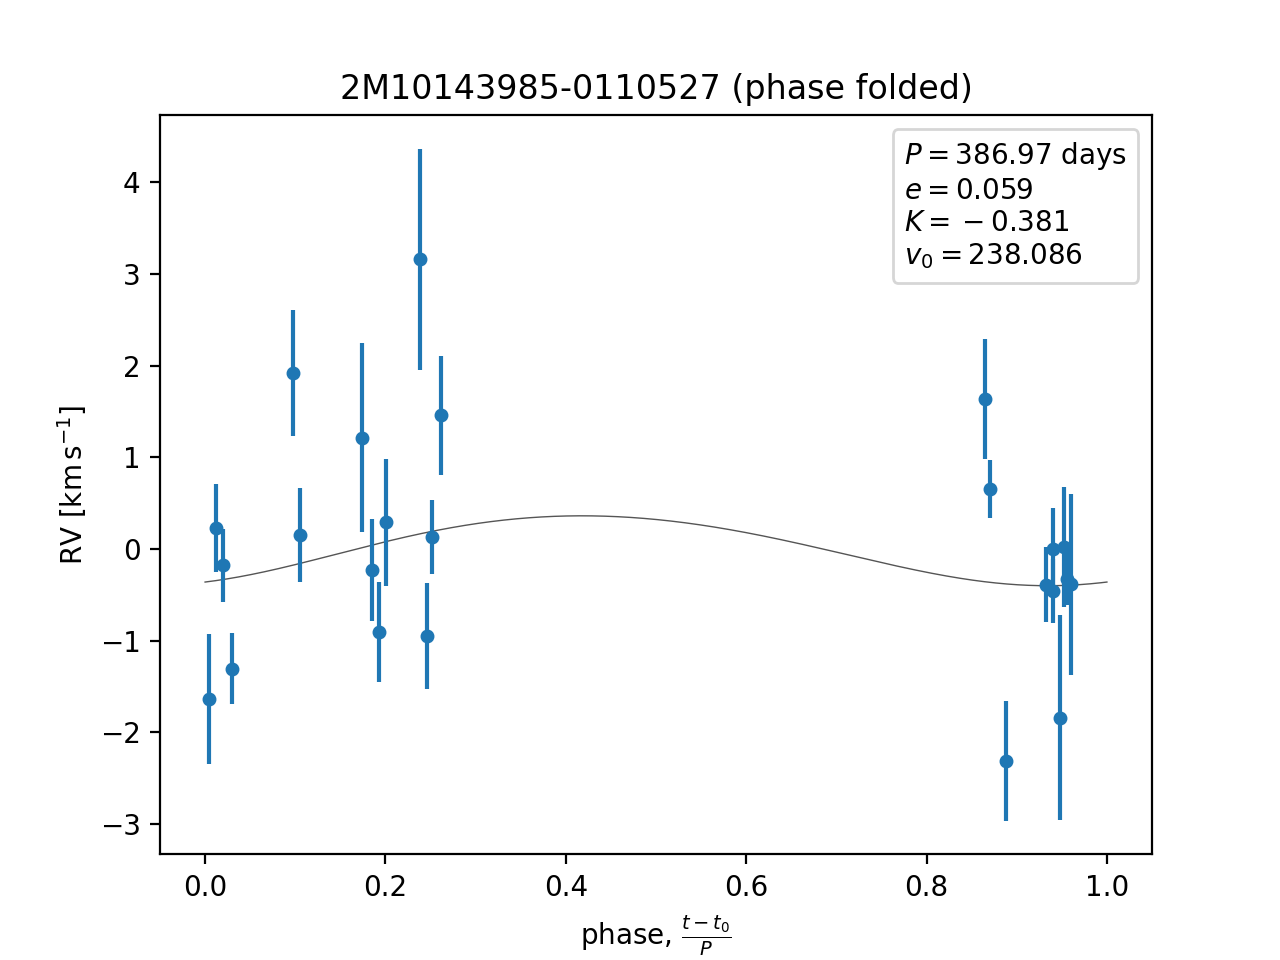 2M10143985-0110527 (phase folded)
P = 386.97 days
e = 0.059
K = −0.381
v₀ = 238.086
4
3
2
1
0
−1
−2
−3
RV [km s⁻¹]
0.0 0.2 0.4 0.6 0.8 1.0
phase, (t − t₀)/P